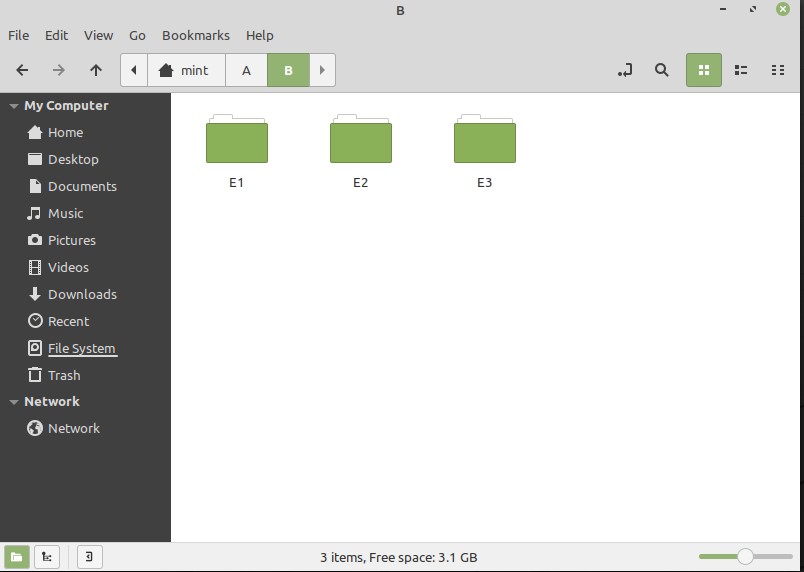 B
File Edit View Go Bookmarks Help
mint A B
My Computer
Home
Desktop
Documents
Music
Pictures
Videos
Downloads
Recent
File System
Trash
Network
Network
E1 E2 E3
3 items, Free space: 3.1 GB